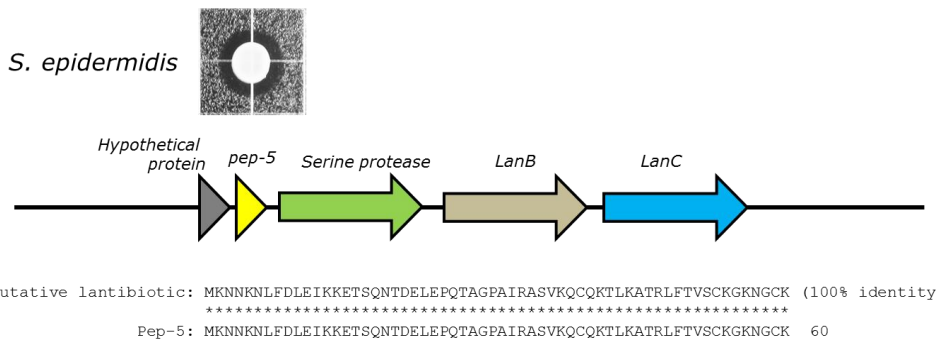 S. epidermidis
Hypothetical
protein
pep-5
Serine protease
LanB
LanC
utative lantibiotic: MKNNKNLFDLEIKKETSQNTDELEPQTAGPAIRASVKQCQKTLKATRLFTVSCKGKNGCK (100% identity
************************************************************
Pep-5: MKNNKNLFDLEIKKETSQNTDELEPQTAGPAIRASVKQCQKTLKATRLFTVSCKGKNGCK 60